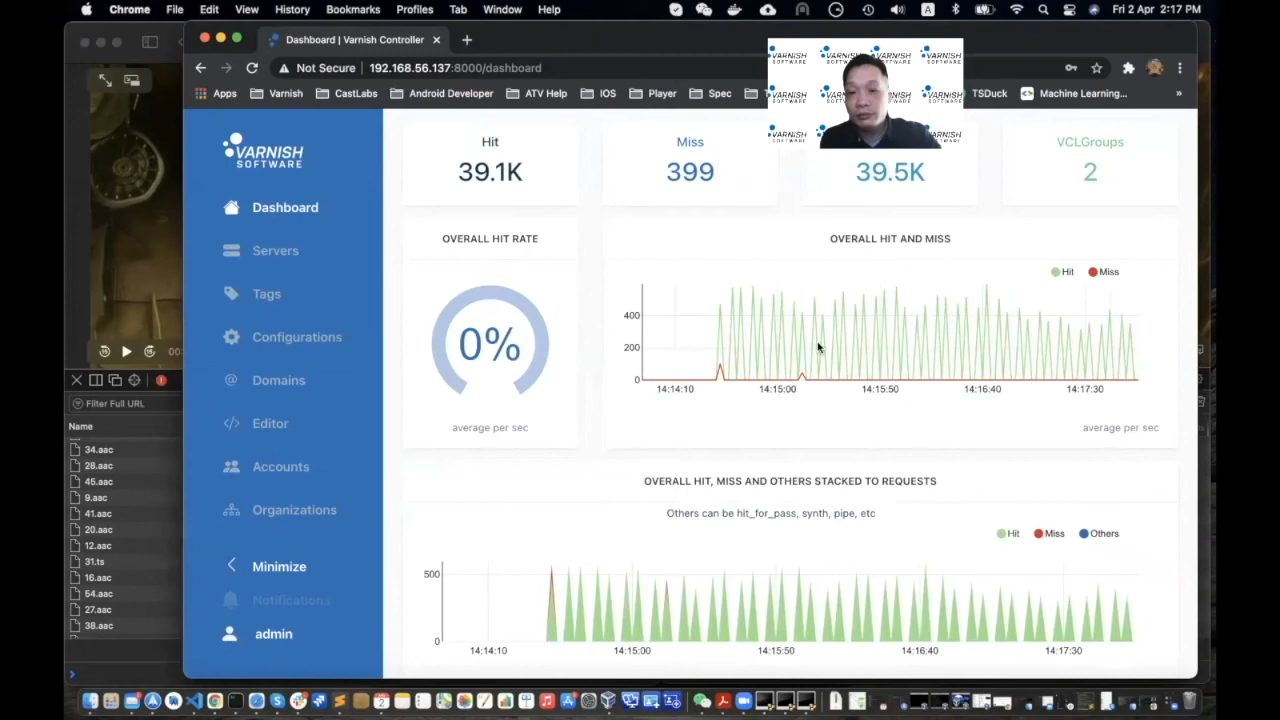 Chrome File Edit View History Bookmarks Profiles Tab Window Help A Fri 2 Apr 2:17 PM
Dashboard | Varnish Controller
Not Secure | 192.168.56.137:8000/dashboard
Apps Varnish CastLabs Android Developer ATV Help IOS Player Spec TSDuck Machine Learning... »
VARNISH SOFTWARE
Hit
39.1K
Miss
399
39.5K
VCLGroups
2
Dashboard
Servers
Tags
Configurations
Domains
Editor
Accounts
Organizations
Minimize
Notifications
admin
OVERALL HIT RATE
0%
average per sec
OVERALL HIT AND MISS
Hit Miss
400
200
0
14:14:10 14:15:00 14:15:50 14:16:40 14:17:30
average per sec
OVERALL HIT, MISS AND OTHERS STACKED TO REQUESTS
Others can be hit_for_pass, synth, pipe, etc
Hit Miss Others
500
0
14:14:10 14:15:00 14:15:50 14:16:40 14:17:30
15 15 00:
Filter Full URL
Name
34.aac
28.aac
45.aac
9.aac
41.aac
20.aac
12.aac
31.ts
16.aac
54.aac
27.aac
38.aac